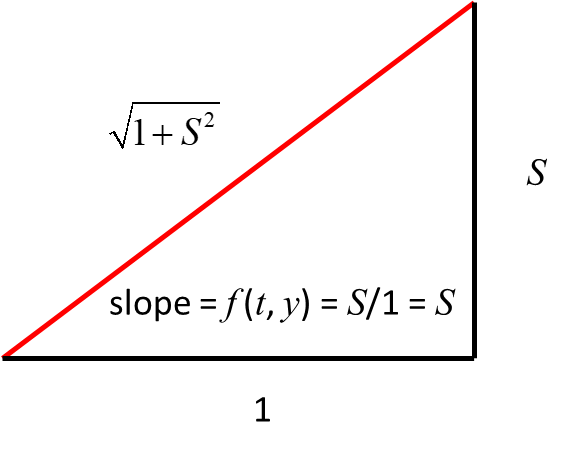 √1 + S²
S
slope = f(t, y) = S/1 = S
1